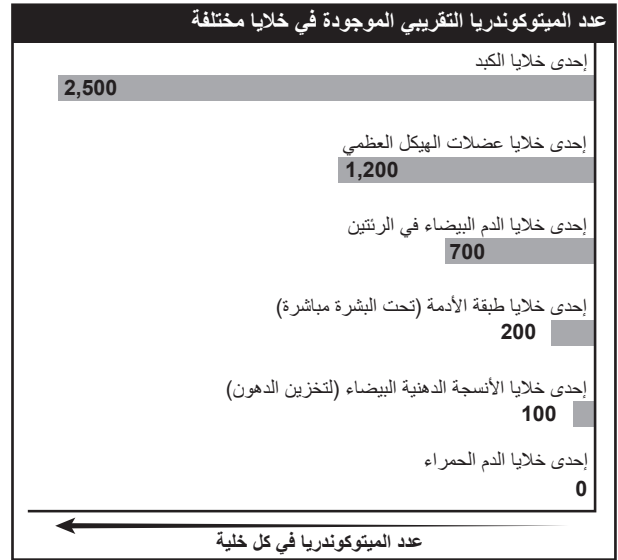 عدد الميتوكوندريا التقريبي الموجودة في خلايا مختلفة
إحدى خلايا الكبد
2,500
إحدى خلايا عضلات الهيكل العظمي
1,200
إحدى خلايا الدم البيضاء في الرئتين
700
إحدى خلايا طبقة الأدمة (تحت البشرة مباشرة)
200
إحدى خلايا الأنسجة الدهنية البيضاء (لتخزين الدهون)
100
إحدى خلايا الدم الحمراء
0
عدد الميتوكوندريا في كل خلية